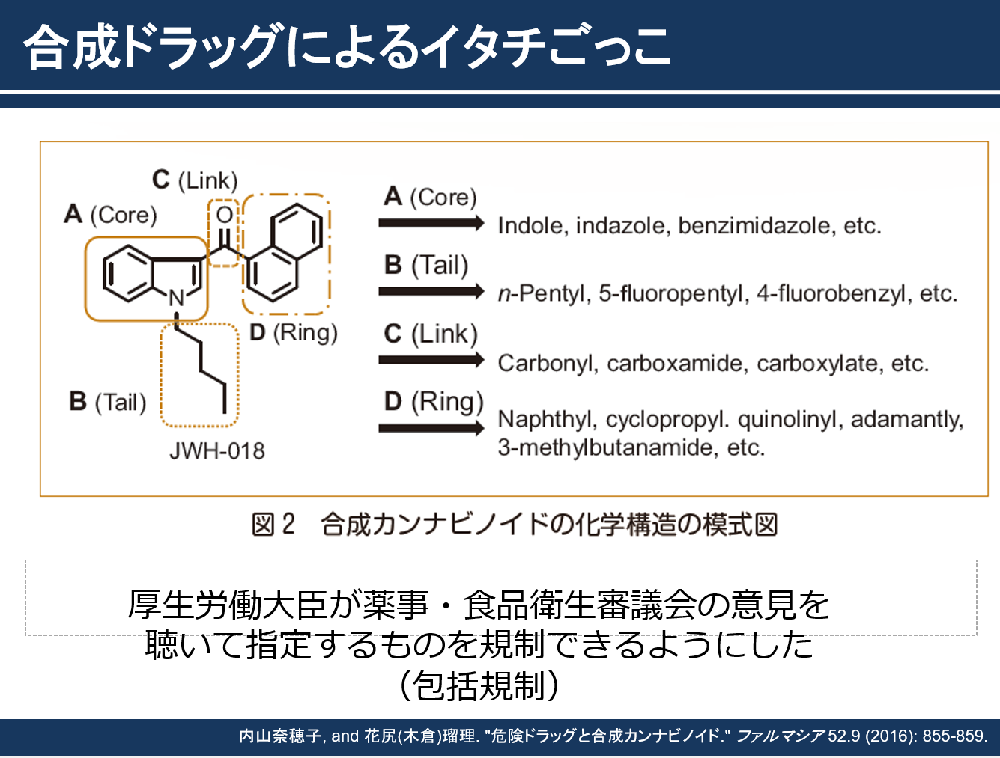 合成ドラッグによるイタチごっこ
C (Link)
A (Core)
O
N
D (Ring)
B (Tail)
JWH-018
A (Core)
Indole, indazole, benzimidazole, etc.
B (Tail)
n-Pentyl, 5-fluoropentyl, 4-fluorobenzyl, etc.
C (Link)
Carbonyl, carboxamide, carboxylate, etc.
D (Ring)
Naphthyl, cyclopropyl. quinolinyl, adamantly,
3-methylbutanamide, etc.
図2 合成カンナビノイドの化学構造の模式図
厚生労働大臣が薬事・食品衛生審議会の意見を
聴いて指定するものを規制できるようにした
（包括規制）
内山奈穂子, and 花尻(木倉)瑠理. "危険ドラッグと合成カンナビノイド." ファルマシア 52.9 (2016): 855-859.